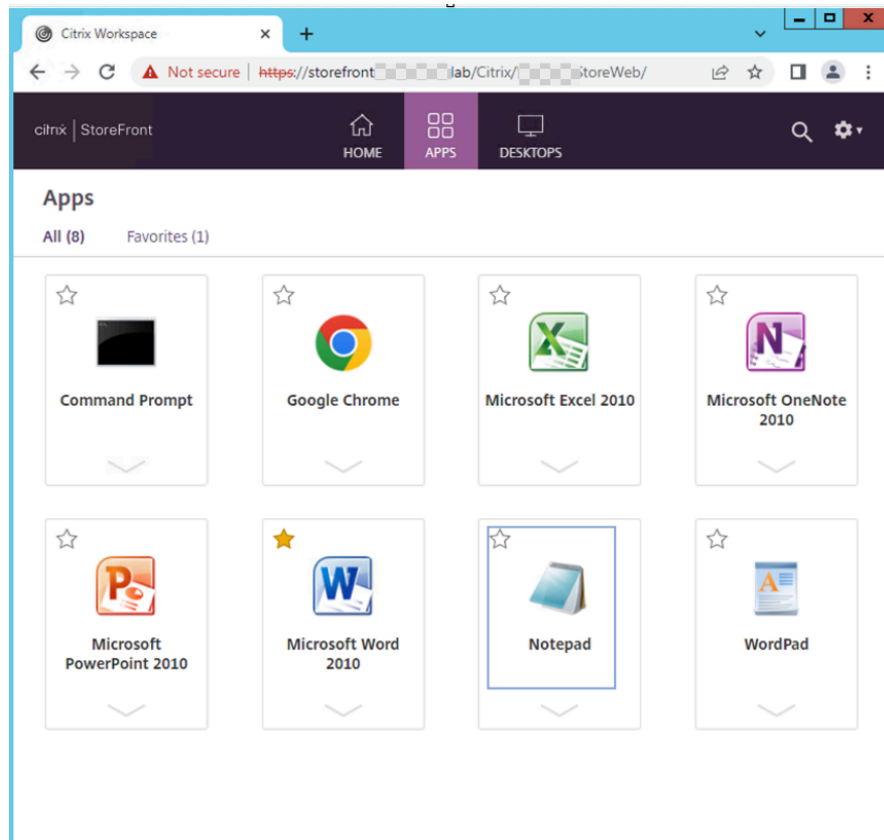 Citrix Workspace
Not secure https://storefront lab/Citrix/ StoreWeb/
citrix | StoreFront
HOME
APPS
DESKTOPS
Apps
All (8) Favorites (1)
Command Prompt
Google Chrome
Microsoft Excel 2010
Microsoft OneNote
2010
Microsoft
PowerPoint 2010
Microsoft Word
2010
Notepad
WordPad